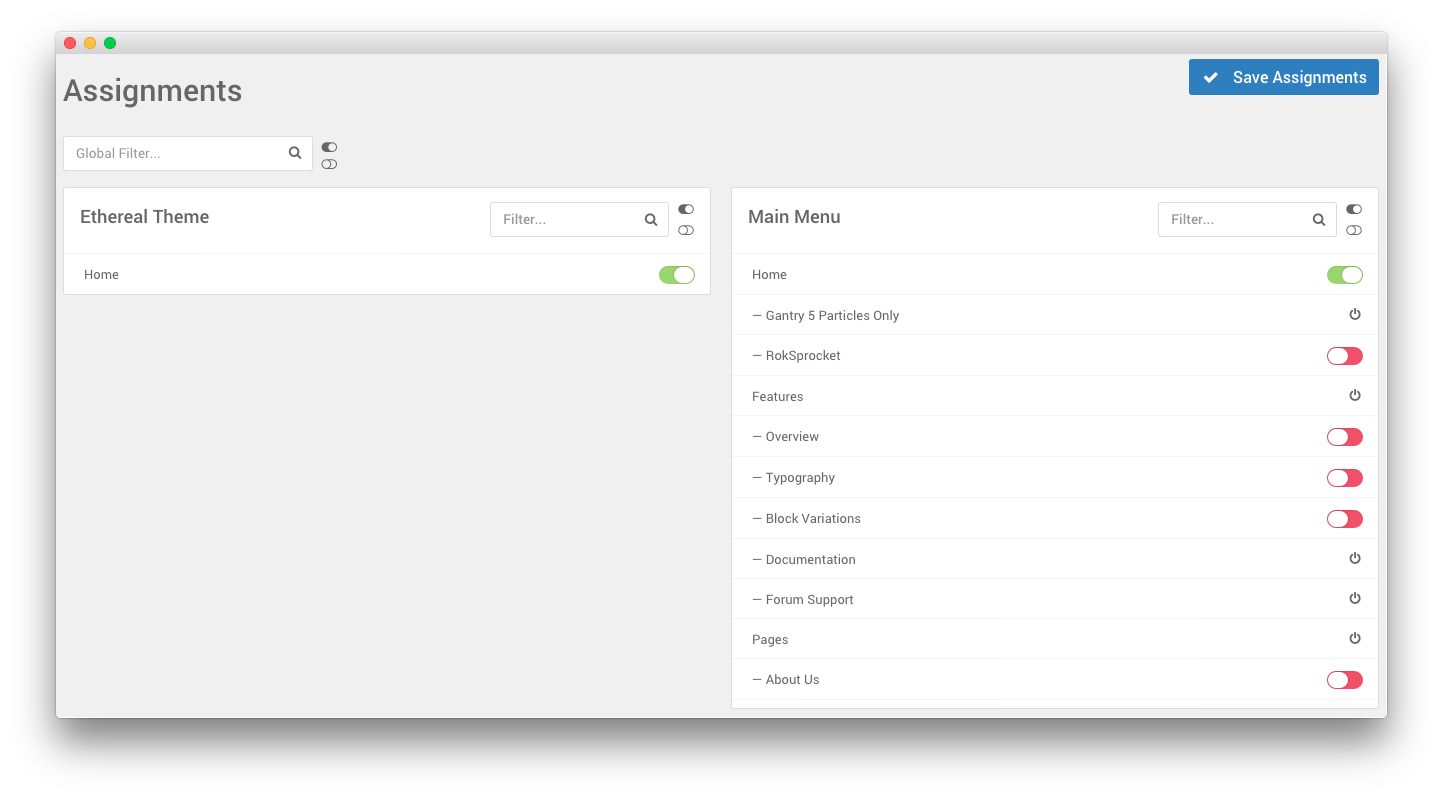 Assignments
Save Assignments
Global Filter...
Ethereal Theme
Filter...
Home
Main Menu
Filter...
Home
— Gantry 5 Particles Only
— RokSprocket
Features
— Overview
— Typography
— Block Variations
— Documentation
— Forum Support
Pages
— About Us